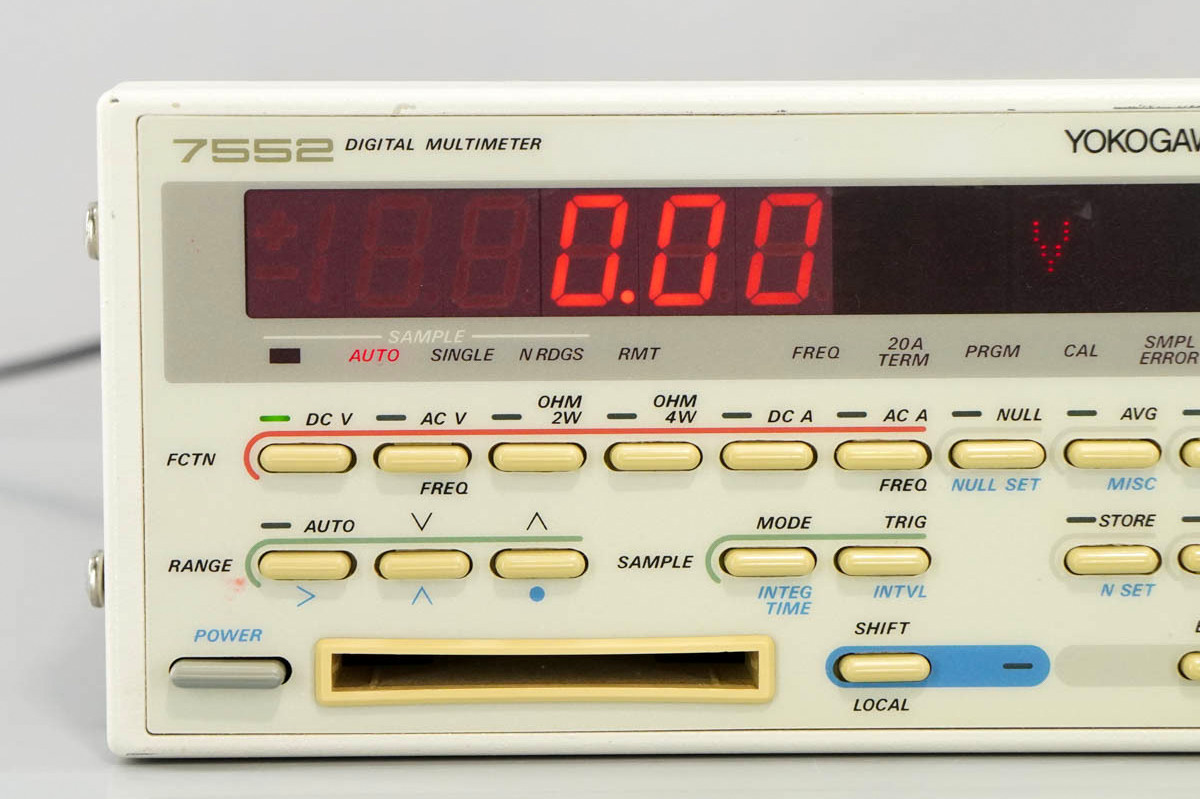 7552 DIGITAL MULTIMETER
YOKOGAW
0.00 V
SAMPLE
AUTO SINGLE N RDGS RMT FREQ 20A TERM PRGM CAL SMPL ERROR
DC V AC V OHM 2W OHM 4W DC A AC A NULL AVG
FCTN
FREQ FREQ NULL SET MISC
AUTO MODE TRIG STORE
RANGE SAMPLE
INTEG TIME INTVL N SET
POWER SHIFT
LOCAL